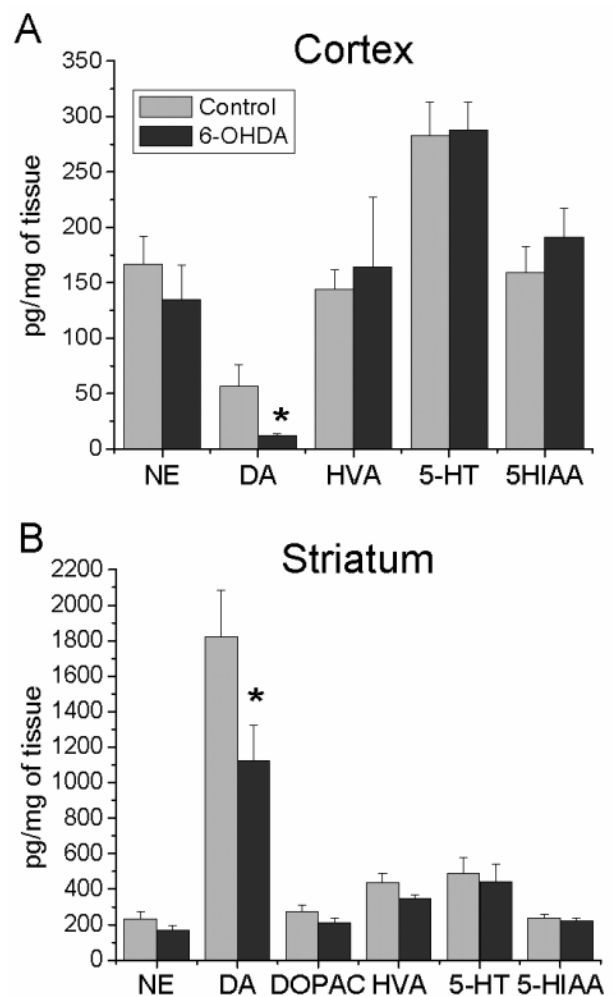 A
Cortex
350
300
250
200
150
100
50
0
pg/mg of tissue
Control
6-OHDA
*
NE DA HVA 5-HT 5HIAA
B
Striatum
2200
2000
1800
1600
1400
1200
1000
800
600
400
200
0
pg/mg of tissue
*
NE DA DOPAC HVA 5-HT 5-HIAA